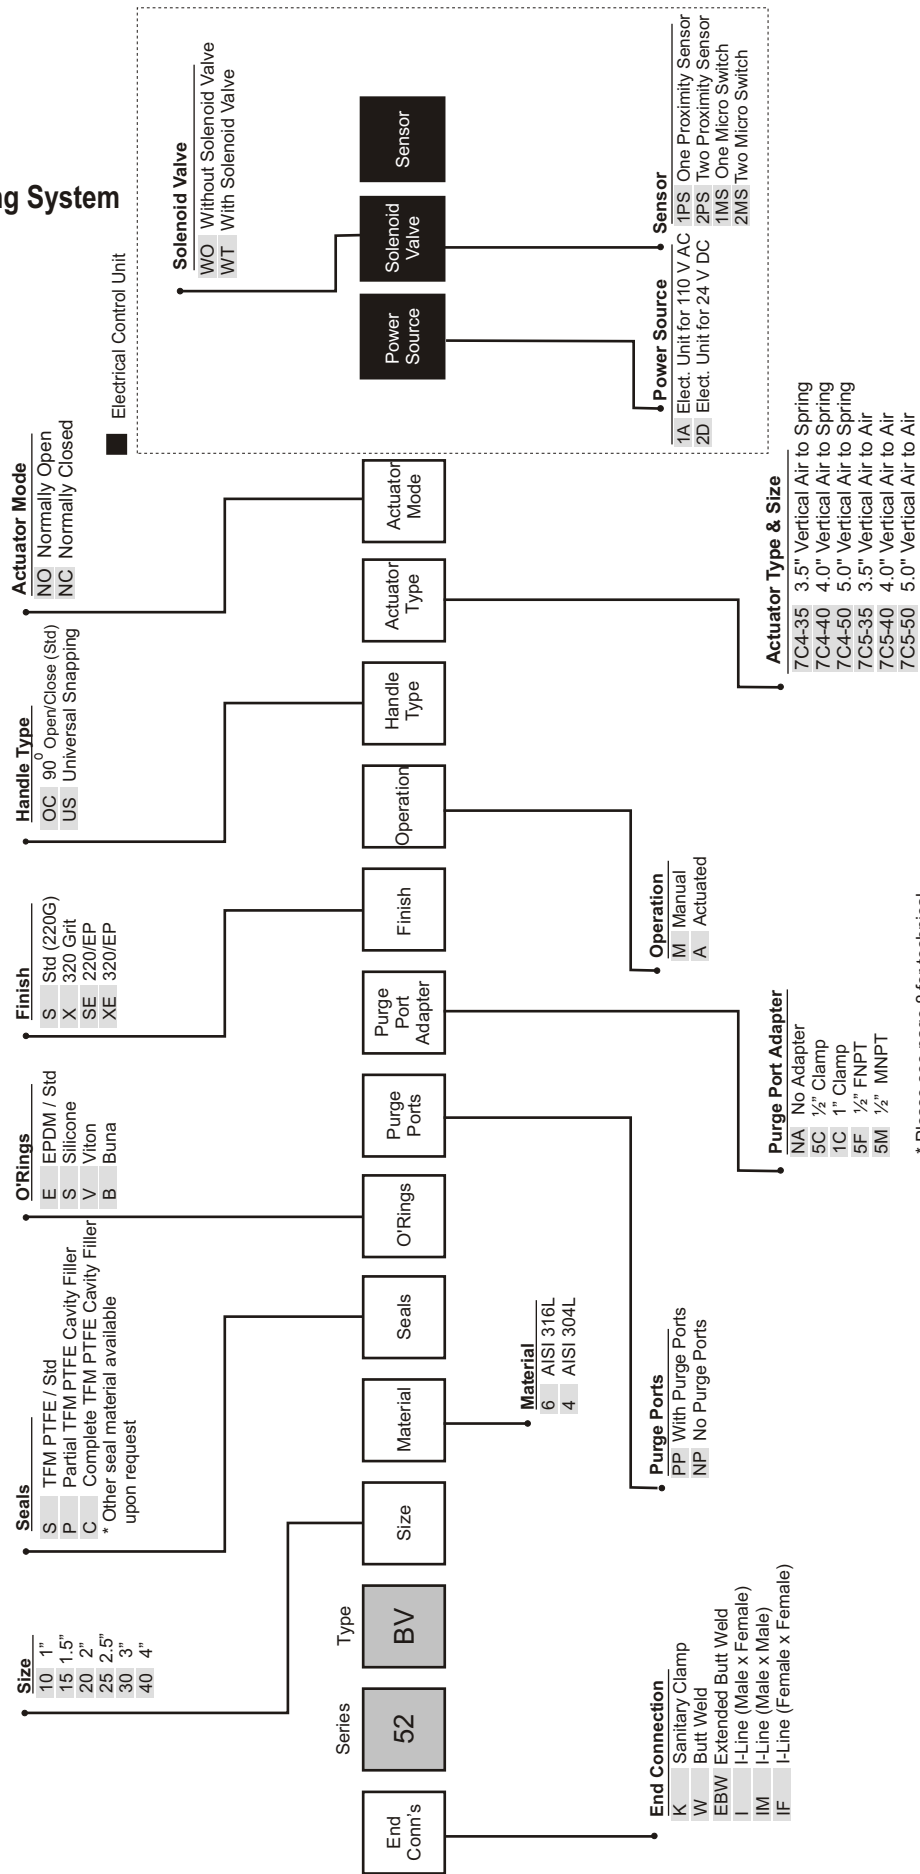 ng System
Size
10 1"
15 1.5"
20 2"
25 2.5"
30 3"
40 4"
Seals
S TFM PTFE / Std
P Partial TFM PTFE Cavity Filler
C Complete TFM PTFE Cavity Filler
* Other seal material available
upon request
O'Rings
E EPDM / Std
S Silicone
V Viton
B Buna
Finish
S Std (220G)
X 320 Grit
SE 220/EP
XE 320/EP
Handle Type
OC 90⁰ Open/Close (Std)
US Universal Snapping
Actuator Mode
NO Normally Open
NC Normally Closed
Electrical Control Unit
Solenoid Valve
WO Without Solenoid Valve
WT With Solenoid Valve
Series
Type
End
Conn's
52
BV
Size
Material
Seals
O'Rings
Purge
Ports
Purge
Port
Adapter
Finish
Operation
Handle
Type
Actuator
Type
Actuator
Mode
Power
Source
Solenoid
Valve
Sensor
End Connection
K Sanitary Clamp
W Butt Weld
EBW Extended Butt Weld
I I-Line (Male x Female)
IM I-Line (Male x Male)
IF I-Line (Female x Female)
Material
6 AISI 316L
4 AISI 304L
Purge Ports
PP With Purge Ports
NP No Purge Ports
Purge Port Adapter
NA No Adapter
5C ½" Clamp
1C 1" Clamp
5F ½" FNPT
5M ½" MNPT
Operation
M Manual
A Actuated
Actuator Type & Size
7C4-35 3.5" Vertical Air to Spring
7C4-40 4.0" Vertical Air to Spring
7C4-50 5.0" Vertical Air to Spring
7C5-35 3.5" Vertical Air to Air
7C5-40 4.0" Vertical Air to Air
7C5-50 5.0" Vertical Air to Air
Power Source
1A Elect. Unit for 110 V AC
2D Elect. Unit for 24 V DC
Sensor
1PS One Proximity Sensor
2PS Two Proximity Sensor
1MS One Micro Switch
2MS Two Micro Switch
* Please see page 8 for technical